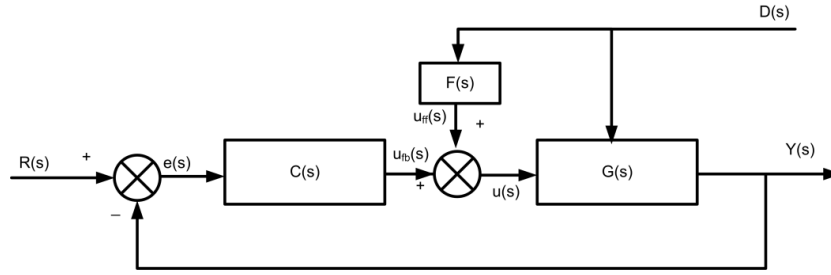 D(s)
F(s)
u_ff(s) +
R(s) + e(s) C(s) u_fb(s) + u(s) G(s) Y(s)
–